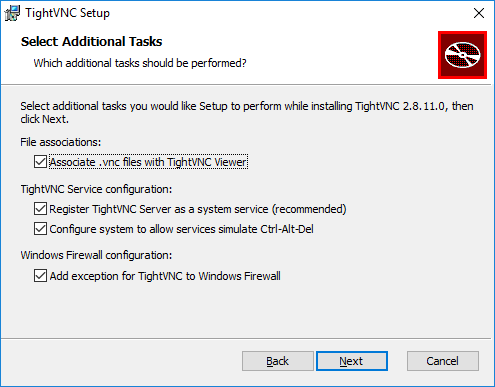 TightVNC Setup
Select Additional Tasks
Which additional tasks should be performed?
Select additional tasks you would like Setup to perform while installing TightVNC 2.8.11.0, then
click Next.
File associations:
Associate .vnc files with TightVNC Viewer
TightVNC Service configuration:
Register TightVNC Server as a system service (recommended)
Configure system to allow services simulate Ctrl-Alt-Del
Windows Firewall configuration:
Add exception for TightVNC to Windows Firewall
Back Next Cancel